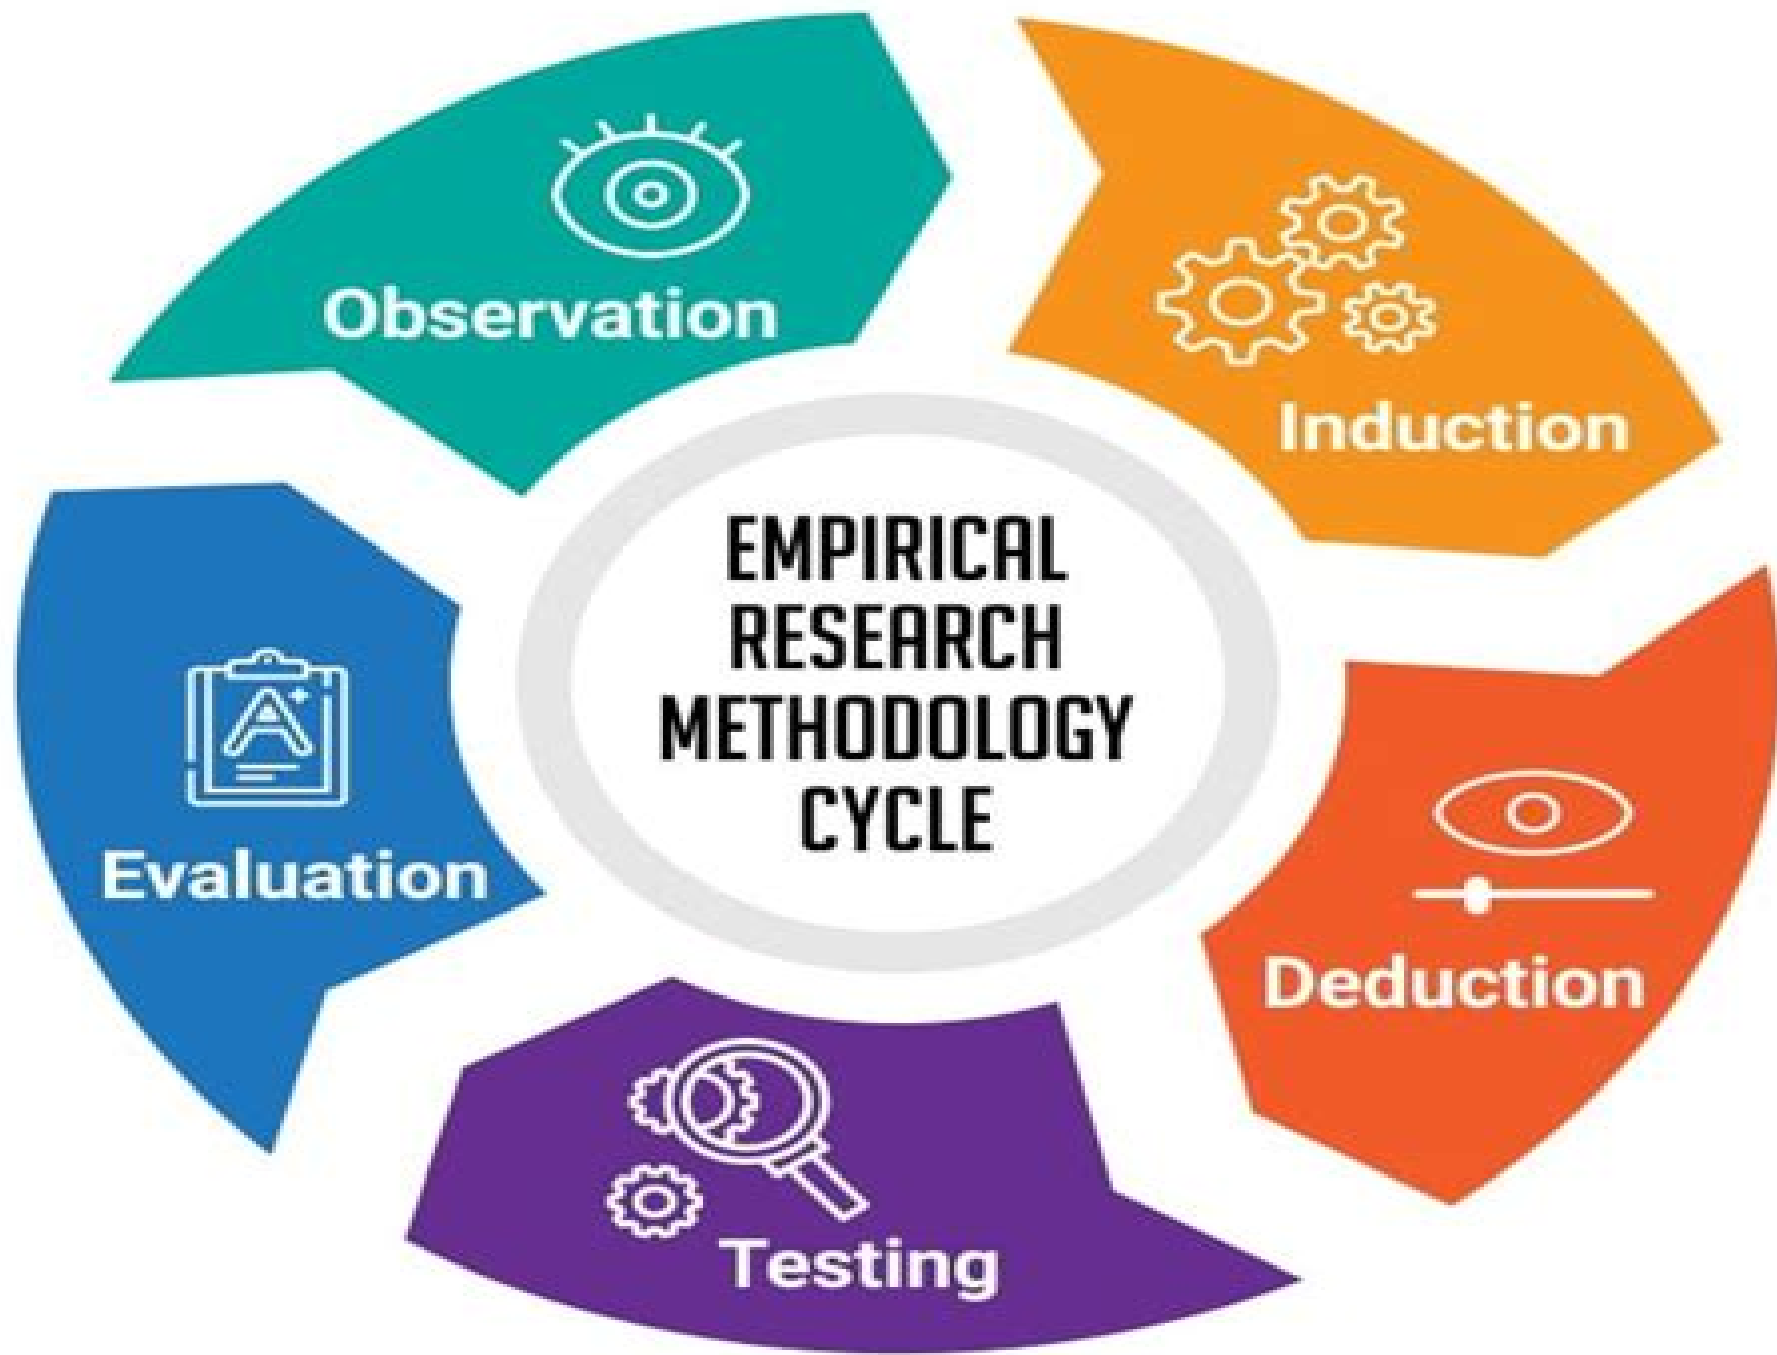 Observation
Induction
EMPIRICAL
RESEARCH
METHODOLOGY
CYCLE
Deduction
Testing
Evaluation
A+